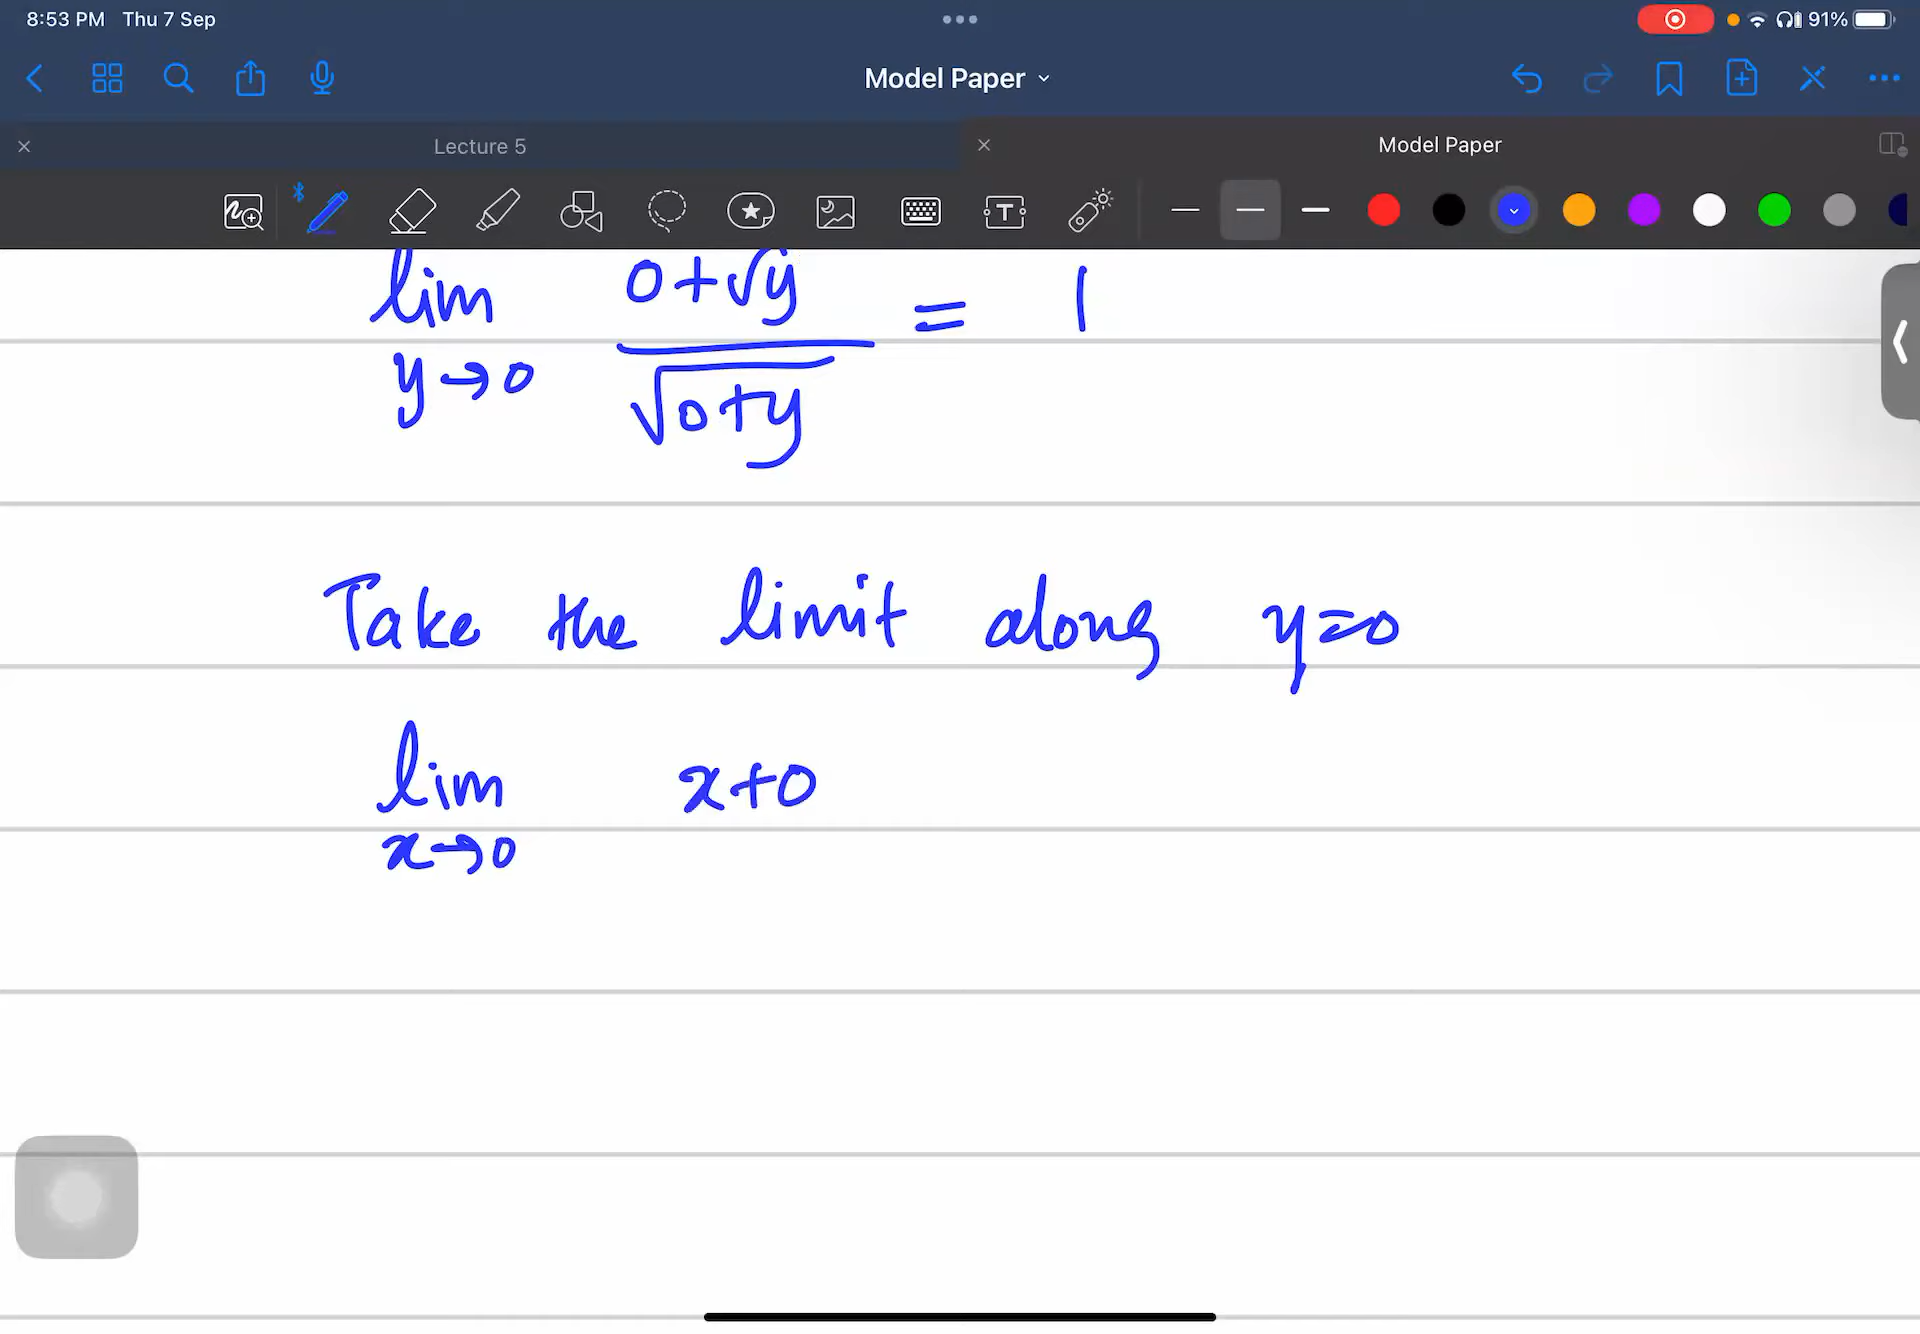 8:53 PM Thu 7 Sep
91%
Model Paper
Lecture 5
Model Paper
lim 0+√y = 1
y→0 √0+y
Take the limit along y=0
lim x+0
x→0